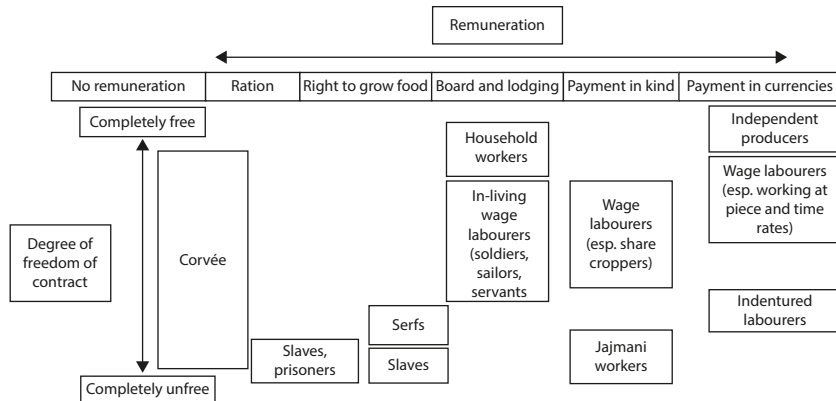 Remuneration
No remuneration
Ration
Right to grow food
Board and lodging
Payment in kind
Payment in currencies
Completely free
Independent
producers
Household
workers
Wage labourers
(esp. working at
piece and time
rates)
In-living
wage
labourers
(soldiers,
sailors,
servants
Wage
labourers
(esp. share
croppers)
Degree of
freedom of
contract
Corvée
Indentured
labourers
Serfs
Slaves,
prisoners
Slaves
Jajmani
workers
Completely unfree